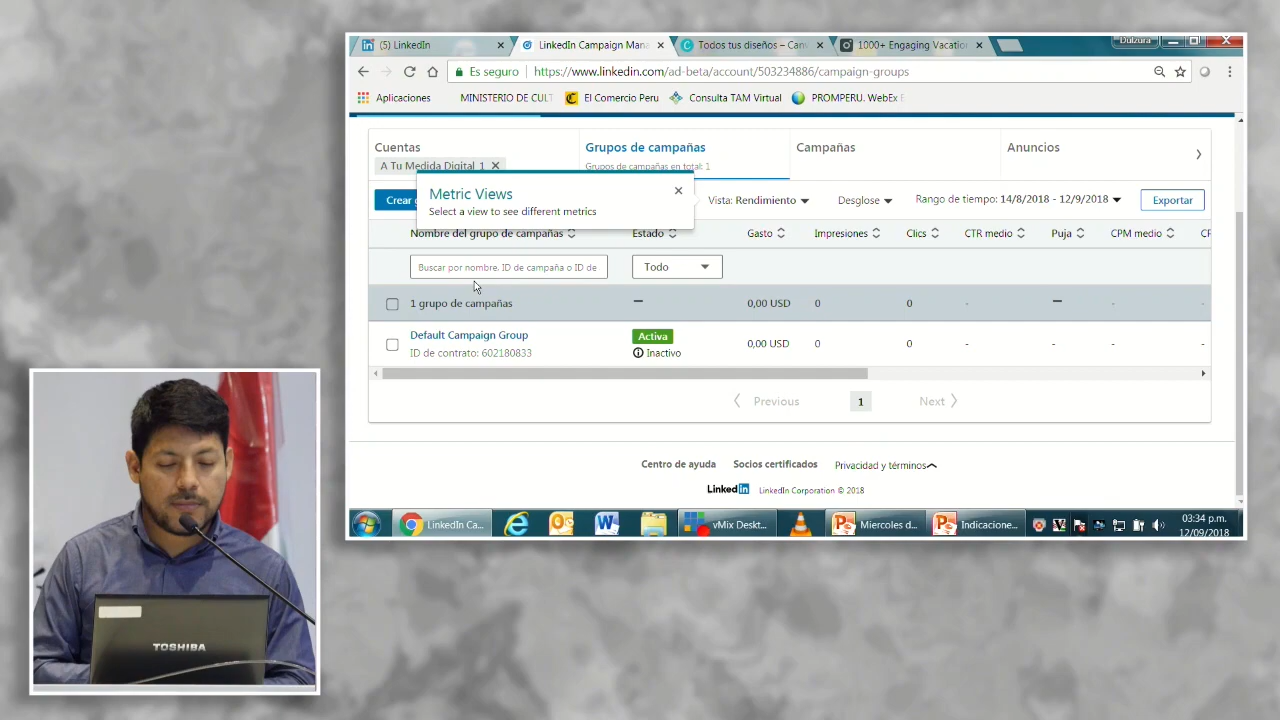 (5) LinkedIn
LinkedIn Campaign Mana
Todos tus diseños – Canv
1000+ Engaging Vacation
Dulzura
Es seguro
https://www.linkedin.com/ad-beta/account/503234886/campaign-groups
Aplicaciones
MINISTERIO DE CULT
El Comercio Peru
Consulta TAM Virtual
PROMPERU. WebEx E
Cuentas
Grupos de campañas
Campañas
Anuncios
A Tu Medida Digital 1
Grupos de campañas en total: 1
Metric Views
Select a view to see different metrics
Crear g
Vista: Rendimiento
Desglose
Rango de tiempo: 14/8/2018 - 12/9/2018
Exportar
Nombre del grupo de campañas
Estado
Gasto
Impresiones
Clics
CTR medio
Puja
CPM medio
Buscar por nombre, ID de campaña o ID de
Todo
1 grupo de campañas
—
0,00 USD
0
0
-
—
-
-
Default Campaign Group
Activa
ID de contrato: 602180833
Inactivo
0,00 USD
0
0
-
-
-
-
Previous
1
Next
Centro de ayuda
Socios certificados
Privacidad y términos
LinkedIn
LinkedIn Corporation © 2018
LinkedIn Ca...
vMix Deskt...
Miercoles d...
Indicacione...
03:34 p.m.
12/09/2018
TOSHIBA